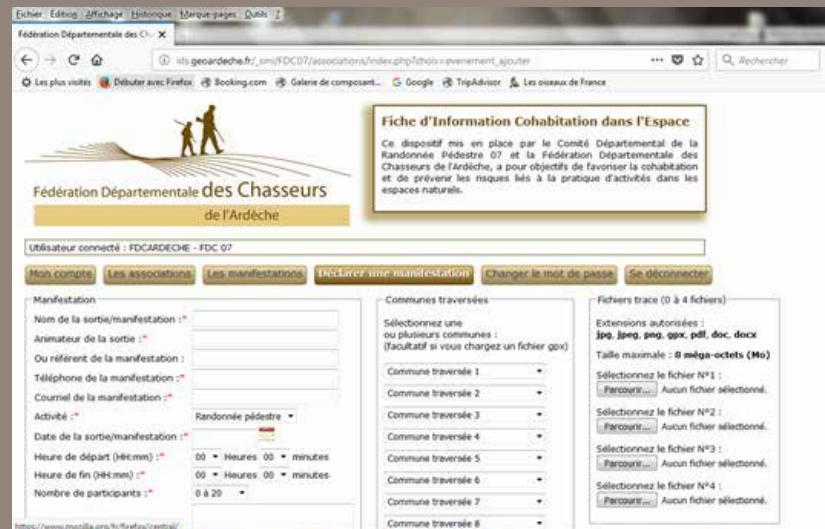 Fichier Édition Affichage Historique Marque-pages Outils ?
Fédération Départementale des Ch
ids.geoardeche.fr/_smi/FDC07/associations/index.php?choix=evenement_ajouter
Rechercher
Les plus visités Débuter avec Firefox Booking.com Galerie de composant... Google TripAdvisor Les oiseaux de France
Fédération Départementale des Chasseurs
de l'Ardèche
Fiche d'Information Cohabitation dans l'Espace
Ce dispositif mis en place par le Comité Départemental de la
Randonnée Pédestre 07 et la Fédération Départementale des
Chasseurs de l'Ardèche, a pour objectifs de favoriser la cohabitation
et de prévenir les risques liés à la pratique d'activités dans les
espaces naturels.
Utilisateur connecté : FDCARDECHE - FDC 07
Mon compte Les associations Les manifestations Déclarer une manifestation Changer le mot de passe Se déconnecter
Manifestation
Nom de la sortie/manifestation :*
Animateur de la sortie :*
Ou référent de la manifestation :
Téléphone de la manifestation :*
Courriel de la manifestation :*
Activité :* Randonnée pédestre
Date de la sortie/manifestation :*
Heure de départ (HH:mm) :* 00 Heures 00 minutes
Heure de fin (HH:mm) :* 00 Heures 00 minutes
Nombre de participants :* 0 à 20
https://www.mozilla.org/fr/firefox/central/
Communes traversées
Sélectionnez une
ou plusieurs communes :
(facultatif si vous chargez un fichier gpx)
Commune traversée 1
Commune traversée 2
Commune traversée 3
Commune traversée 4
Commune traversée 5
Commune traversée 6
Commune traversée 7
Commune traversée 8
Fichiers trace (0 à 4 fichiers)
Extensions autorisées :
jpg, jpeg, png, gpx, pdf, doc, docx
Taille maximale : 8 méga-octets (Mo)
Sélectionnez le fichier N°1 :
Parcourir... Aucun fichier sélectionné.
Sélectionnez le fichier N°2 :
Parcourir... Aucun fichier sélectionné.
Sélectionnez le fichier N°3 :
Parcourir... Aucun fichier sélectionné.
Sélectionnez le fichier N°4 :
Parcourir... Aucun fichier sélectionné.